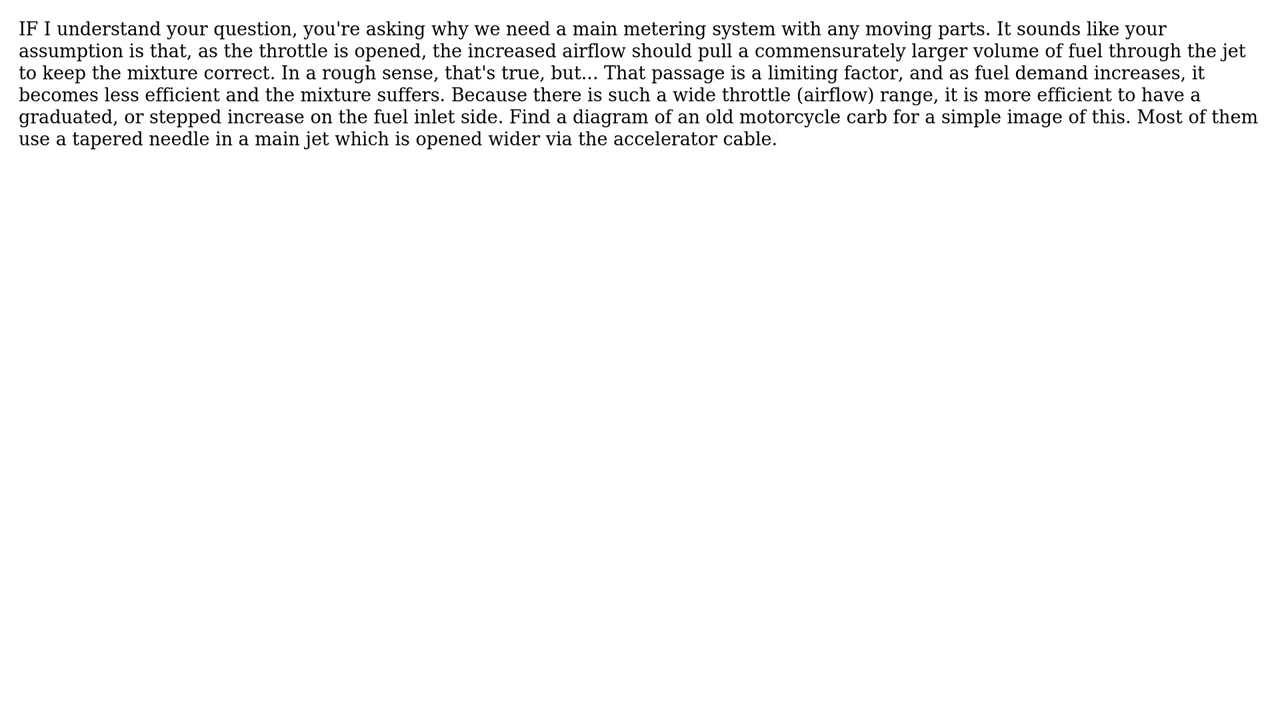 IF I understand your question, you're asking why we need a main metering system with any moving parts. It sounds like your
assumption is that, as the throttle is opened, the increased airflow should pull a commensurately larger volume of fuel through the jet
to keep the mixture correct. In a rough sense, that's true, but... That passage is a limiting factor, and as fuel demand increases, it
becomes less efficient and the mixture suffers. Because there is such a wide throttle (airflow) range, it is more efficient to have a
graduated, or stepped increase on the fuel inlet side. Find a diagram of an old motorcycle carb for a simple image of this. Most of them
use a tapered needle in a main jet which is opened wider via the accelerator cable.